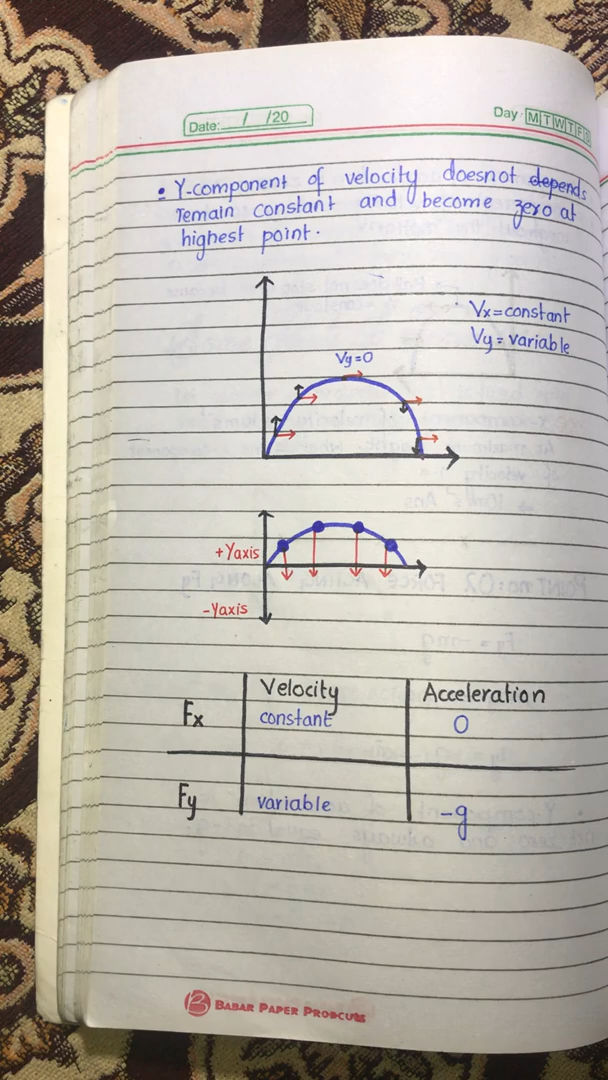 Date: / /20
Day: M T W T F S
• Y-component of velocity doesnot depends
remain constant and become zero at
highest point.
Vx=constant
Vy=variable
Vy=0
+Yaxis
-Yaxis
Velocity Acceleration
Fx constant 0
Fy variable -g
BABAR PAPER PRODCUTS